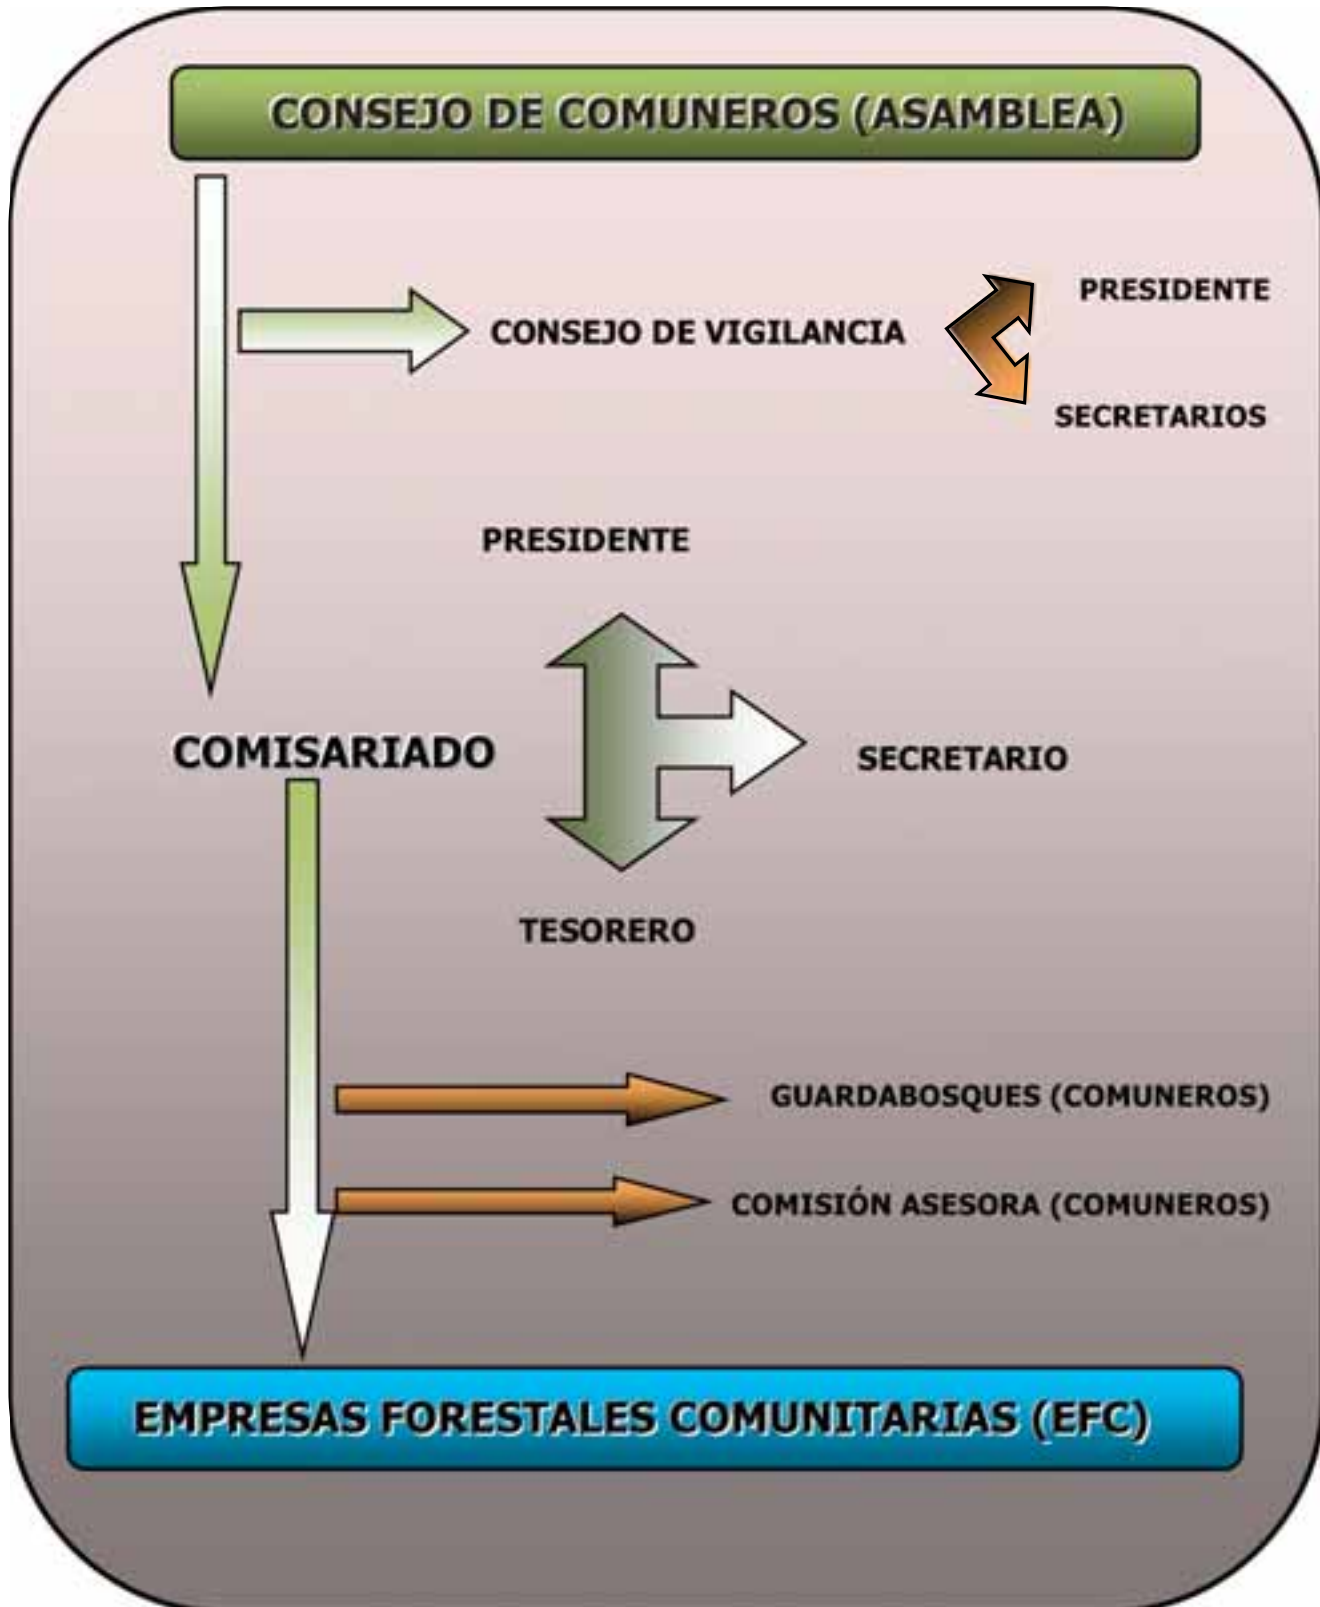 CONSEJO DE COMUNEROS (ASAMBLEA)
PRESIDENTE
CONSEJO DE VIGILANCIA
SECRETARIOS
PRESIDENTE
COMISARIADO
SECRETARIO
TESORERO
GUARDABOSQUES (COMUNEROS)
COMISIÓN ASESORA (COMUNEROS)
EMPRESAS FORESTALES COMUNITARIAS (EFC)